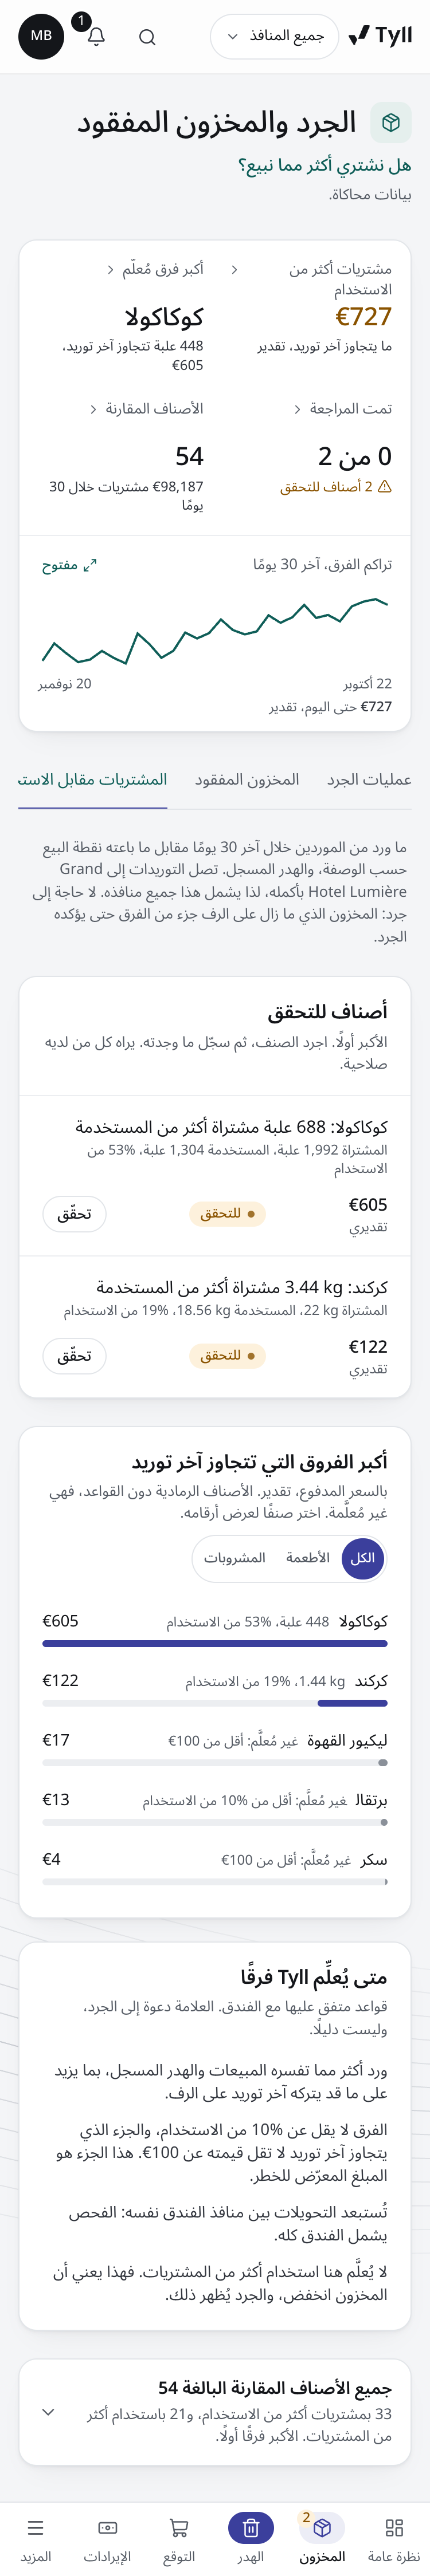 Tyll
جميع المنافذ
1
MB
الجرد والمخزون المفقود
هل نشتري أكثر مما نبيع؟
بيانات محاكاة.
مشتريات أكثر من
الاستخدام
€727
ما يتجاوز آخر توريد، تقدير
أكبر فرق مُعلَّم
كوكاكولا
448 علبة تتجاوز آخر توريد،
€605
تمت المراجعة
0 من 2
2 أصناف للتحقق
الأصناف المقارنة
54
€98,187 مشتريات خلال 30
يومًا
تراكم الفرق، آخر 30 يومًا
مفتوح
22 أكتوبر
20 نوفمبر
€727 حتى اليوم، تقدير
عمليات الجرد
المخزون المفقود
المشتريات مقابل
ما ورد من الموردين خلال آخر 30 يومًا مقابل ما باعته نقطة البيع
حسب الوصفة، والهدر المسجل. تصل التوريدات إلى Grand
Hotel Lumière بأكمله، لذا يشمل هذا جميع منافذه. لا حاجة إلى
جرد: المخزون الذي ما زال على الرف جزء من الفرق حتى يؤكده
الجرد.
أصناف للتحقق
الأكبر أولًا. اجرد الصنف، ثم سجّل ما وجدته. يراه كل من لديه
صلاحية.
كوكاكولا: 688 علبة مشتراة أكثر من المستخدمة
المشتراة 1,992 علبة، المستخدمة 1,304 علبة، 53% من
الاستخدام
€605
تقديري
للتحقق
تحقّق
كركند: 3.44 kg مشتراة أكثر من المستخدمة
المشتراة 22 kg، المستخدمة 18.56 kg، 19% من الاستخدام
€122
تقديري
للتحقق
تحقّق
أكبر الفروق التي تتجاوز آخر توريد
بالسعر المدفوع، تقدير. الأصناف الرمادية دون القواعد، فهي
غير مُعلَّمة. اختر صنفًا لعرض أرقامه.
الكل
الأطعمة
المشروبات
كوكاكولا 448 علبة، 53% من الاستخدام €605
كركند 1.44 kg، 19% من الاستخدام €122
ليكيور القهوة غير مُعلَّم: أقل من 100€ €17
برتقال غير مُعلَّم: أقل من 10% من الاستخدام €13
سكر غير مُعلَّم: أقل من 100€ €4
متى يُعلِّم Tyll فرقًا
قواعد متفق عليها مع الفندق. العلامة دعوة إلى الجرد،
وليست دليلًا.
ورد أكثر مما تفسره المبيعات والهدر المسجل، بما يزيد
على ما قد يتركه آخر توريد على الرف.
الفرق لا يقل عن 10% من الاستخدام، والجزء الذي
يتجاوز آخر توريد لا تقل قيمته عن 100€. هذا الجزء هو
المبلغ المعرّض للخطر.
تُستبعد التحويلات بين منافذ الفندق نفسه: الفحص
يشمل الفندق كله.
لا يُعلَّم هنا استخدام أكثر من المشتريات. فهذا يعني أن
المخزون انخفض، والجرد يُظهر ذلك.
جميع الأصناف المقارنة البالغة 54
33 بمشتريات أكثر من الاستخدام، و21 باستخدام أكثر
من المشتريات. الأكبر فرقًا أولًا.
نظرة عامة
2
المخزون
الهدر
التوقع
الإيرادات
المزيد